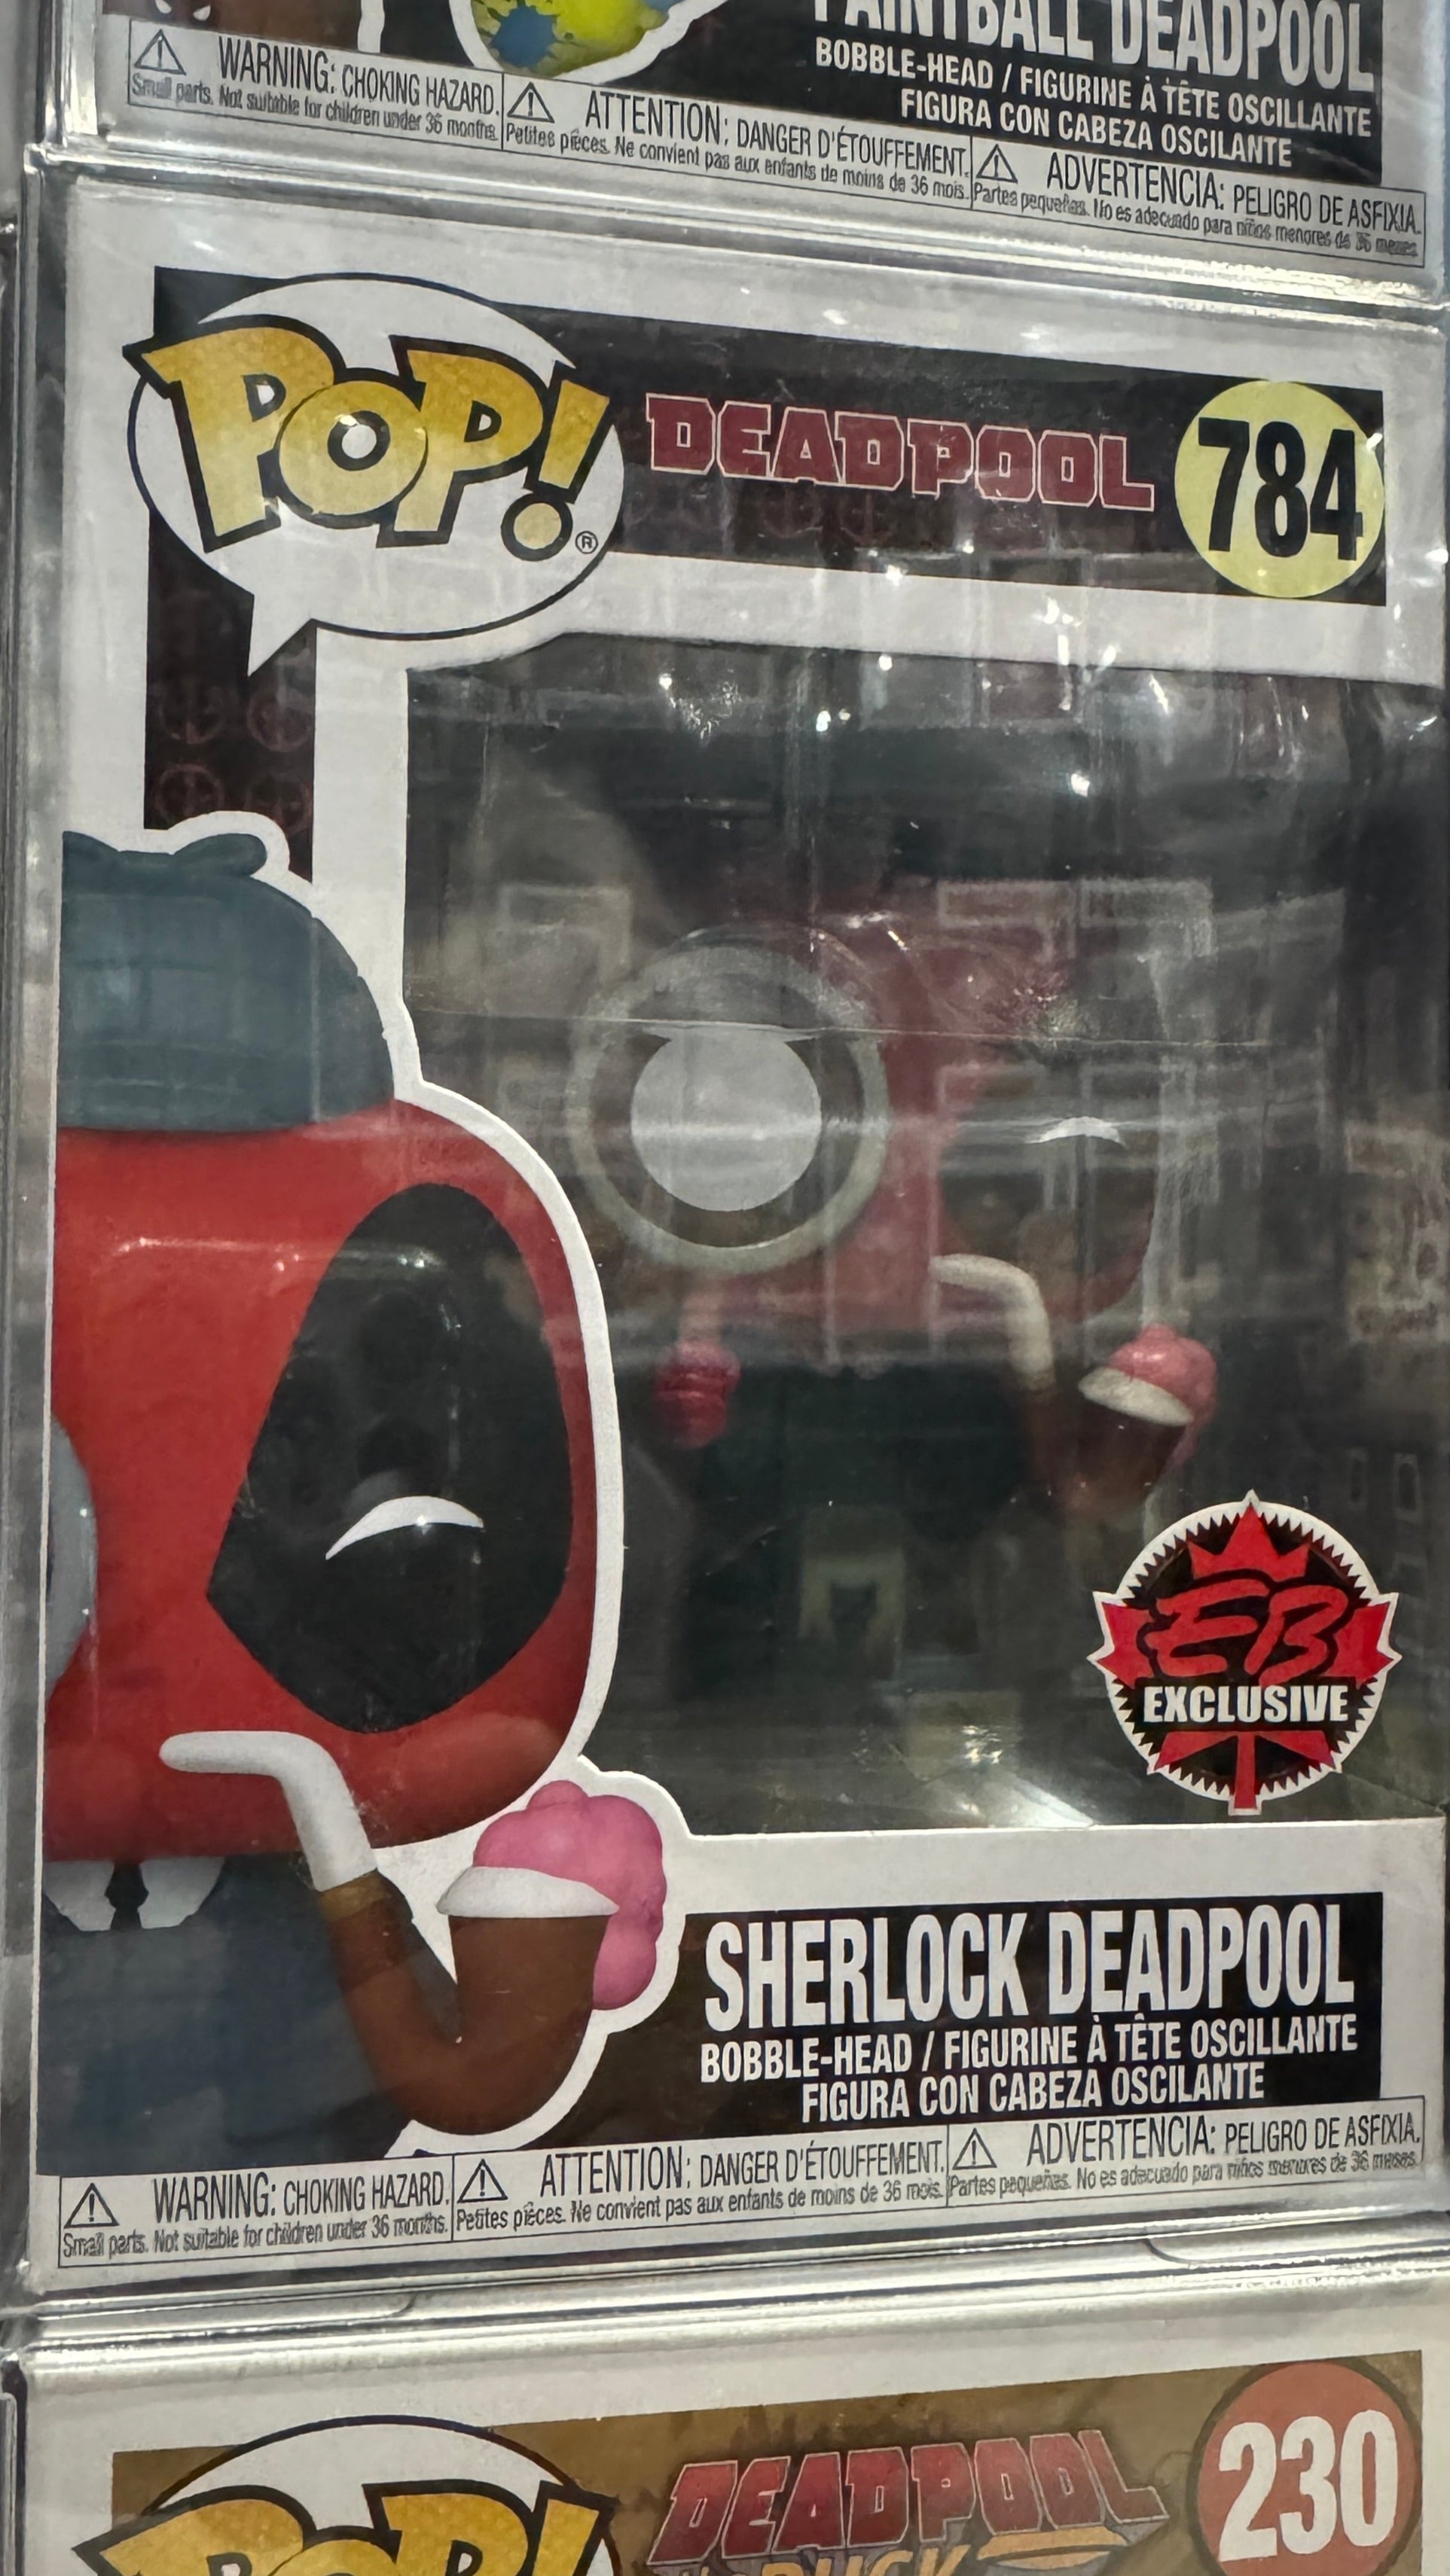 PAINTBALL DEADPOOL
BOBBLE-HEAD / FIGURINE À TÊTE OSCILLANTE
FIGURA CON CABEZA OSCILANTE
WARNING: CHOKING HAZARD.
Small parts. Not suitable for children under 36 months.
ATTENTION: DANGER D'ÉTOUFFEMENT.
Petites pièces. Ne convient pas aux enfants de moins de 36 mois.
ADVERTENCIA: PELIGRO DE ASFIXIA.
Partes pequeñas. No es adecuado para niños menores de 36 meses.
POP! ®
DEADPOOL
784
EB
EXCLUSIVE
SHERLOCK DEADPOOL
BOBBLE-HEAD / FIGURINE À TÊTE OSCILLANTE
FIGURA CON CABEZA OSCILANTE
WARNING: CHOKING HAZARD.
Small parts. Not suitable for children under 36 months.
ATTENTION: DANGER D'ÉTOUFFEMENT.
Petites pièces. Ne convient pas aux enfants de moins de 36 mois.
ADVERTENCIA: PELIGRO DE ASFIXIA.
Partes pequeñas. No es adecuado para niños menores de 36 meses.
POP!
DEADPOOL
DUCK
230